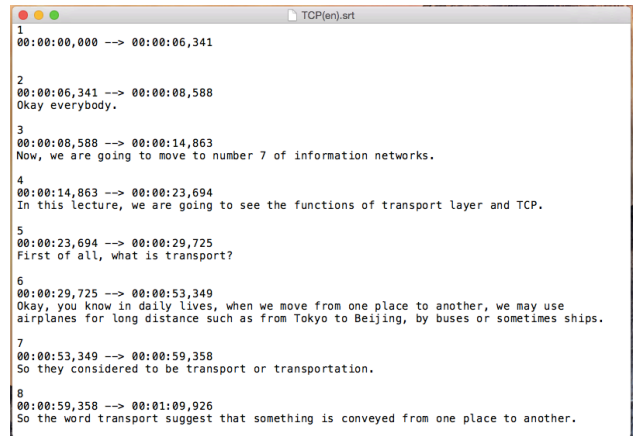 TCP(en).srt
1
00:00:00,000 --> 00:00:06,341
2
00:00:06,341 --> 00:00:08,588
Okay everybody.
3
00:00:08,588 --> 00:00:14,863
Now, we are going to move to number 7 of information networks.
4
00:00:14,863 --> 00:00:23,694
In this lecture, we are going to see the functions of transport layer and TCP.
5
00:00:23,694 --> 00:00:29,725
First of all, what is transport?
6
00:00:29,725 --> 00:00:53,349
Okay, you know in daily lives, when we move from one place to another, we may use
airplanes for long distance such as from Tokyo to Beijing, by buses or sometimes ships.
7
00:00:53,349 --> 00:00:59,358
So they considered to be transport or transportation.
8
00:00:59,358 --> 00:01:09,926
So the word transport suggest that something is conveyed from one place to another.